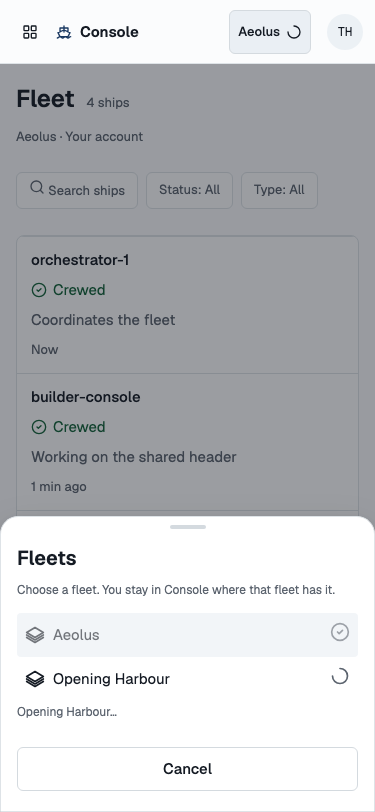 Console
Aeolus
TH
Fleet 4 ships
Aeolus · Your account
Search ships
Status: All
Type: All
orchestrator-1
Crewed
Coordinates the fleet
Now
builder-console
Crewed
Working on the shared header
1 min ago
Fleets
Choose a fleet. You stay in Console where that fleet has it.
Aeolus
Opening Harbour
Opening Harbour…
Cancel